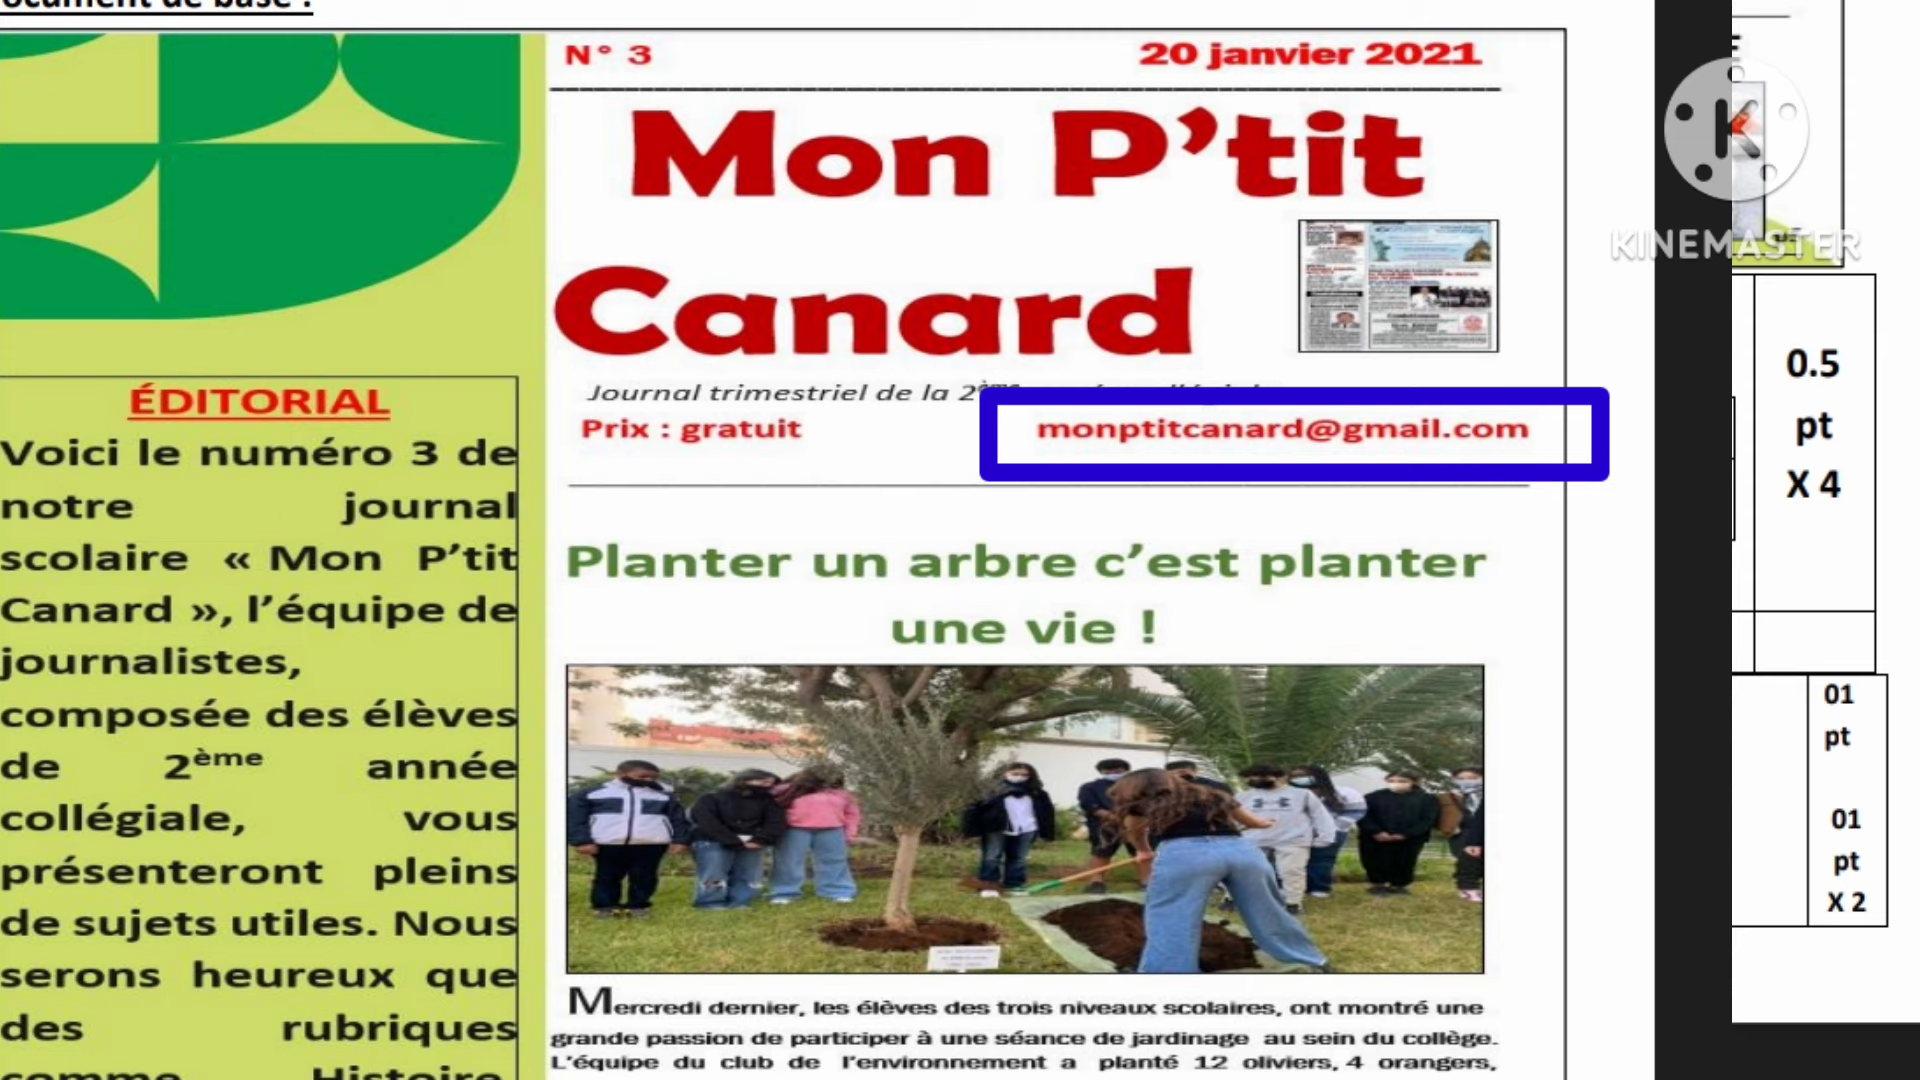 ocument de base :
N° 3
20 janvier 2021
Mon P’tit
Canard
Journal trimestriel de la 2
Prix : gratuit
monptitcanard@gmail.com
ÉDITORIAL
Voici le numéro 3 de
notre journal
scolaire « Mon P’tit
Canard », l’équipe de
journalistes,
composée des élèves
de 2ème année
collégiale, vous
présenteront pleins
de sujets utiles. Nous
serons heureux que
des rubriques
comme Histoire,
Planter un arbre c’est planter
une vie !
Mercredi dernier, les élèves des trois niveaux scolaires, ont montré une
grande passion de participer à une séance de jardinage au sein du collège.
L’équipe du club de l’environnement a planté 12 oliviers, 4 orangers,
K
KINEMASTER
0.5
pt
X 4
01
pt
01
pt
X 2